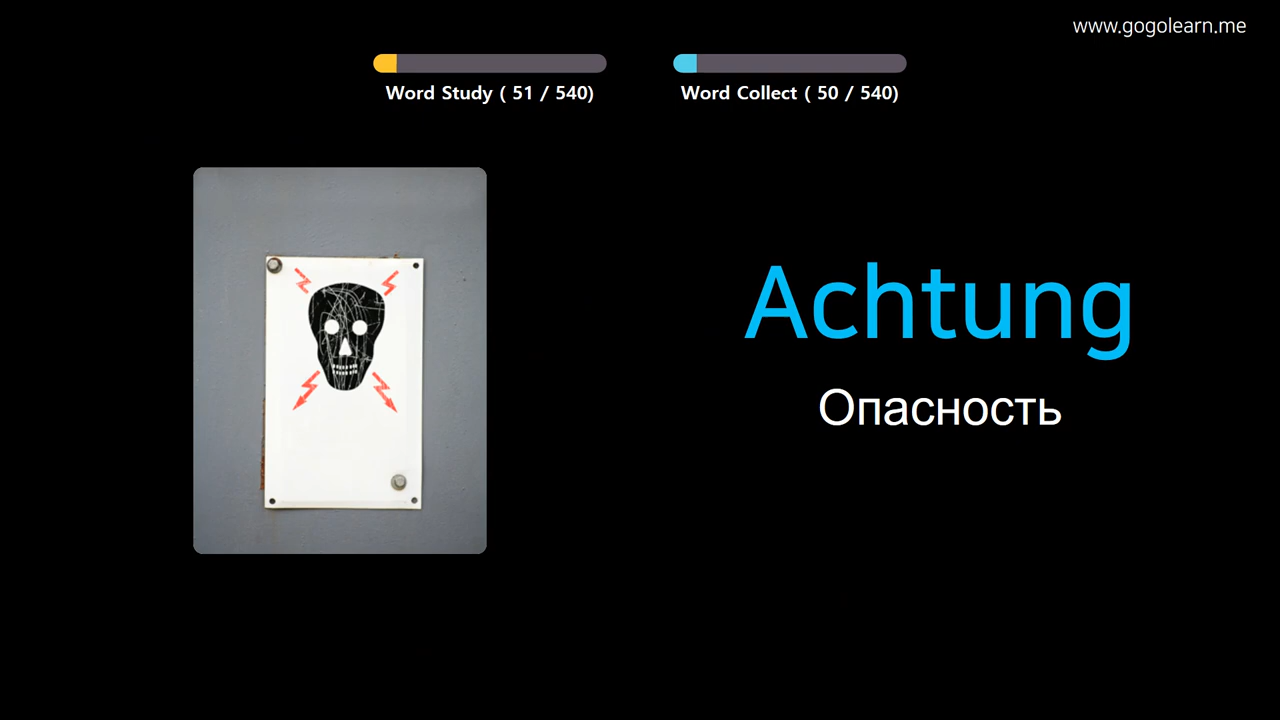 www.gogolearn.me
Word Study ( 51 / 540)
Word Collect ( 50 / 540)
Achtung
Опасность